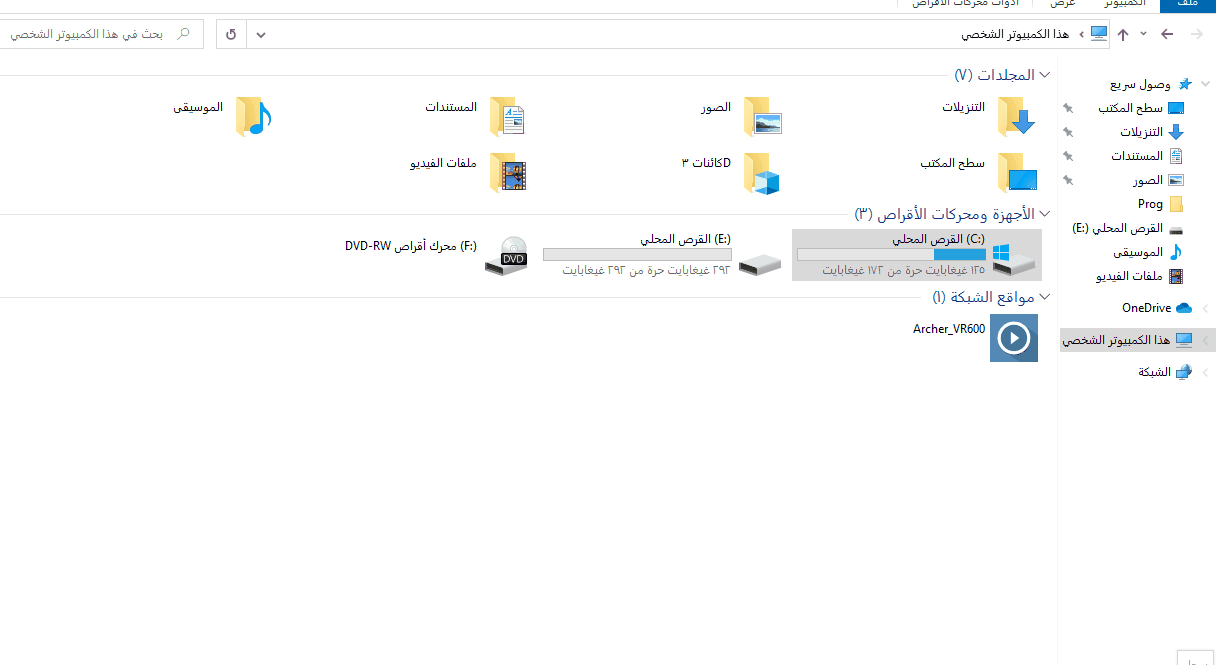 ملف
الكمبيوتر
عرض
أدوات محركات الأقراص
هذا الكمبيوتر الشخصي
بحث في هذا الكمبيوتر الشخصي
وصول سريع
سطح المكتب
التنزيلات
المستندات
الصور
Prog
القرص المحلي (E:)
الموسيقى
ملفات الفيديو
OneDrive
هذا الكمبيوتر الشخصي
الشبكة
المجلدات (٧)
التنزيلات
الصور
المستندات
الموسيقى
سطح المكتب
كائنات ٣D
ملفات الفيديو
الأجهزة ومحركات الأقراص (٣)
القرص المحلي (C:)
١٢٥ غيغابايت حرة من ١٧٢ غيغابايت
القرص المحلي (E:)
٢٩٢ غيغابايت حرة من ٢٩٢ غيغابايت
محرك أقراص DVD-RW (F:)
مواقع الشبكة (١)
Archer_VR600
DVD